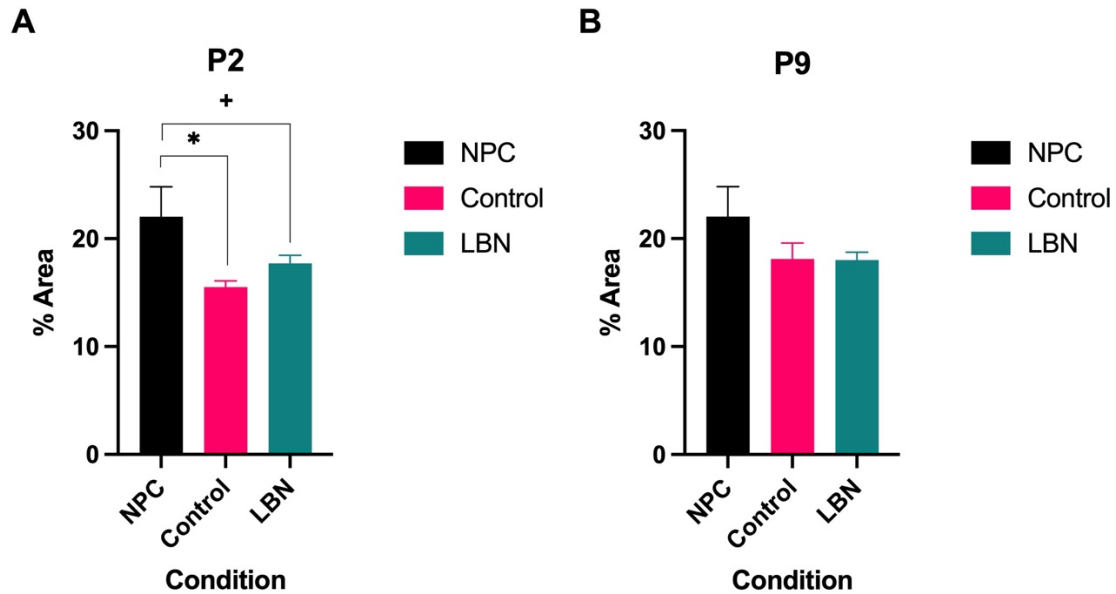 A
P2
+
*
30
20
10
0
% Area
NPC
Control
LBN
Condition
NPC
Control
LBN
B
P9
30
20
10
0
% Area
NPC
Control
LBN
Condition
NPC
Control
LBN